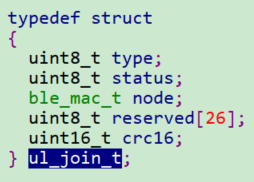 typedef struct
{
  uint8_t type;
  uint8_t status;
  ble_mac_t node;
  uint8_t reserved[26];
  uint16_t crc16;
} ul_join_t;